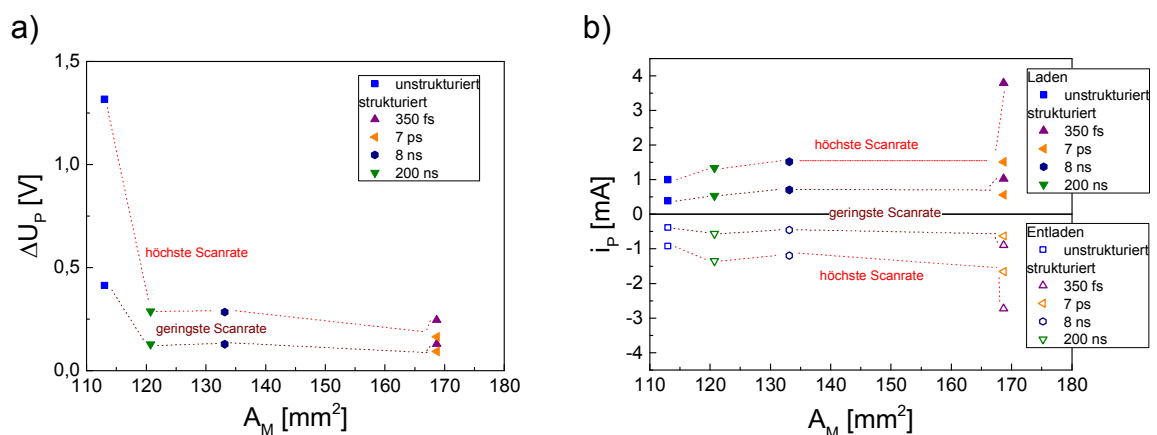 a)
1,5
1,0
0,5
0,0
ΔU_P [V]
110 120 130 140 150 160 170 180
A_M [mm²]
unstrukturiert
strukturiert
350 fs
7 ps
8 ns
200 ns
höchste Scanrate
geringste Scanrate
b)
4
3
2
1
0
-1
-2
-3
-4
i_P [mA]
110 120 130 140 150 160 170 180
A_M [mm²]
höchste Scanrate
geringste Scanrate
höchste Scanrate
Laden
unstrukturiert
strukturiert
350 fs
7 ps
8 ns
200 ns
Entladen
unstrukturiert
strukturiert
350 fs
7 ps
8 ns
200 ns